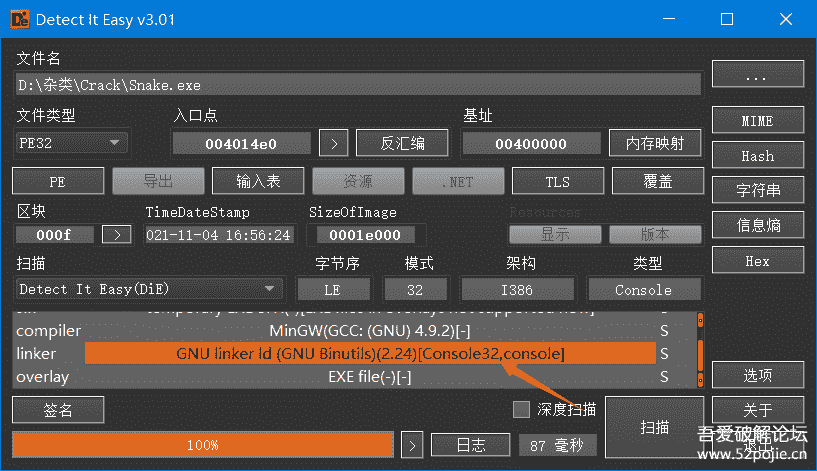 Detect It Easy v3.01
文件名
D:\杂类\Crack\Snake.exe
...
文件类型 入口点 基址
PE32 004014e0 > 反汇编 00400000 内存映射
MIME
Hash
PE 导出 输入表 资源 .NET TLS 覆盖
字符串
区块 TimeDateStamp SizeOfImage Resources
000f > 021-11-04 16:56:24 0001e000 显示 版本
信息熵
扫描 字节序 模式 架构 类型
Hex
Detect It Easy(DiE) LE 32 I386 Console
compiler MinGW(GCC: (GNU) 4.9.2)[-] S
linker GNU linker ld (GNU Binutils)(2.24)[Console32,console] S
overlay EXE file(-)[-] S
选项
签名 深度扫描 扫描 关于
100% > 日志 87 毫秒 退出
吾爱破解论坛
www.52pojie.cn